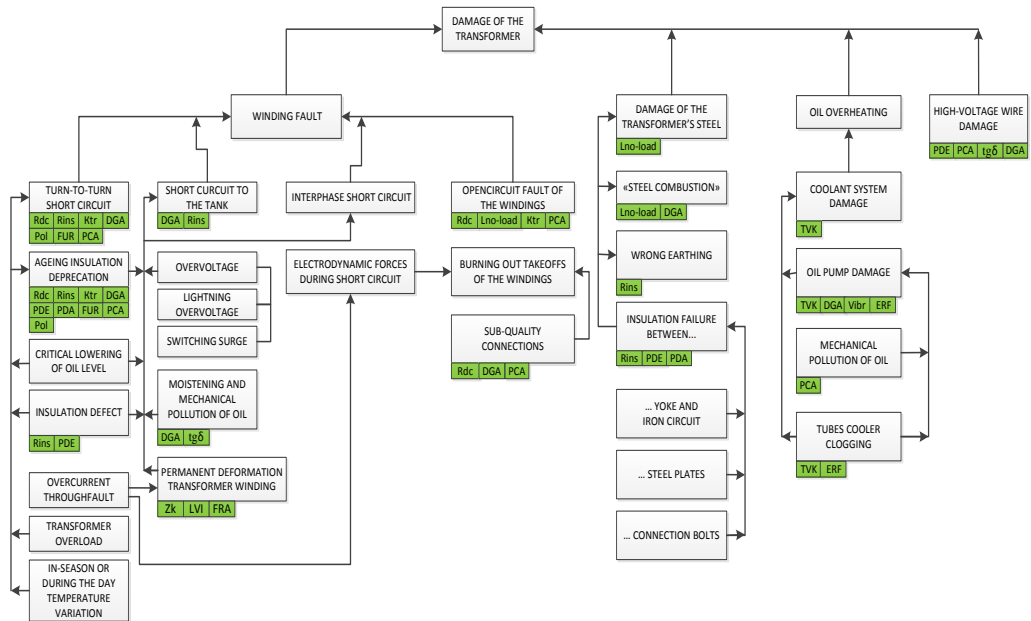 DAMAGE OF THE
TRANSFORMER
WINDING FAULT
DAMAGE OF THE
TRANSFORMER'S STEEL
Lno-load
OIL OVERHEATING
HIGH-VOLTAGE WIRE
DAMAGE
PDE PCA tgδ DGA
TURN-TO-TURN
SHORT CIRCUIT
Rdc Rins Ktr DGA
Pol FUR PCA
SHORT CURCUIT TO
THE TANK
DGA Rins
INTERPHASE SHORT CIRCUIT
OPENCIRCUIT FAULT OF
THE WINDINGS
Rdc Lno-load Ktr PCA
«STEEL COMBUSTION»
Lno-load DGA
COOLANT SYSTEM
DAMAGE
TVK
AGEING INSULATION
DEPRECATION
Rdc Rins Ktr DGA
PDE PDA FUR PCA
Pol
OVERVOLTAGE
LIGHTNING
OVERVOLTAGE
SWITCHING SURGE
ELECTRODYNAMIC FORCES
DURING SHORT CIRCUIT
BURNING OUT TAKEOFFS
OF THE WINDINGS
WRONG EARTHING
Rins
OIL PUMP DAMAGE
TVK DGA Vibr ERF
CRITICAL LOWERING
OF OIL LEVEL
SUB-QUALITY
CONNECTIONS
Rdc DGA PCA
INSULATION FAILURE
BETWEEN...
Rins PDE PDA
MECHANICAL
POLLUTION OF OIL
PCA
INSULATION DEFECT
Rins PDE
MOISTENING AND
MECHANICAL
POLLUTION OF OIL
DGA tgδ
... YOKE AND
IRON CIRCUIT
TUBES COOLER
CLOGGING
TVK ERF
OVERCURRENT
THROUGHFAULT
PERMANENT DEFORMATION
TRANSFORMER WINDING
Zk LVI FRA
... STEEL PLATES
TRANSFORMER
OVERLOAD
... CONNECTION BOLTS
IN-SEASON OR
DURING THE DAY
TEMPERATURE
VARIATION